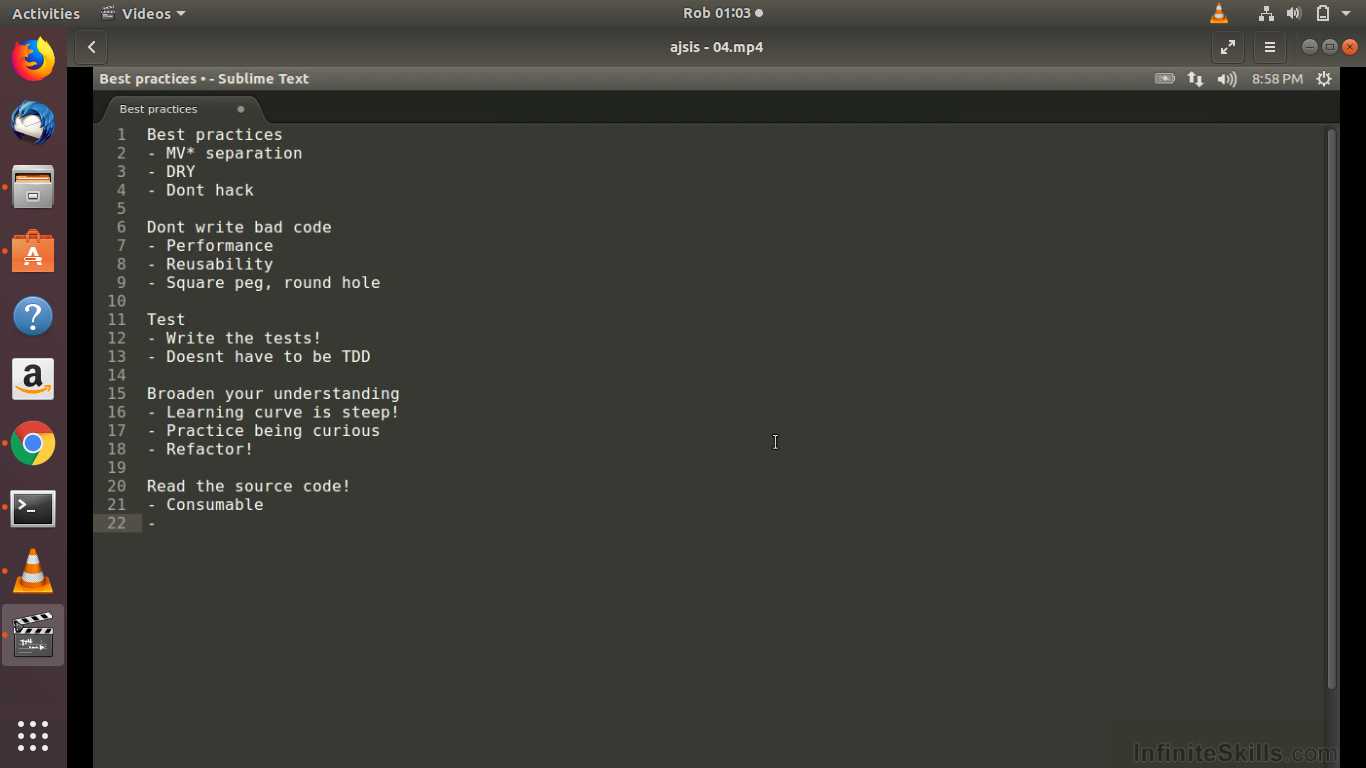 Activities Videos Rob 01:03
ajsis - 04.mp4
Best practices • - Sublime Text 8:58 PM
Best practices
1 Best practices
2 - MV* separation
3 - DRY
4 - Dont hack
5
6 Dont write bad code
7 - Performance
8 - Reusability
9 - Square peg, round hole
10
11 Test
12 - Write the tests!
13 - Doesnt have to be TDD
14
15 Broaden your understanding
16 - Learning curve is steep!
17 - Practice being curious
18 - Refactor!
19
20 Read the source code!
21 - Consumable
22 -
InfiniteSkills.com